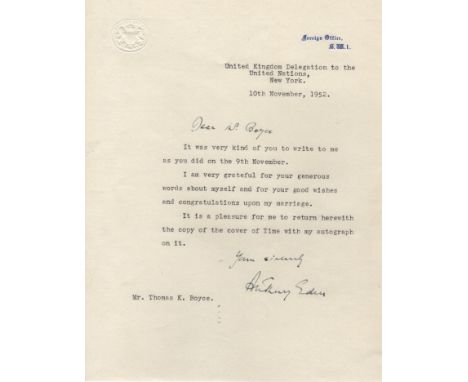 Foreign Office,
S.W.1.
United Kingdom Delegation to the
United Nations,
New York.
10th November, 1952.
Dear Mr Boyce
It was very kind of you to write to me
as you did on the 9th November.
I am very grateful for your generous
words about myself and for your good wishes
and congratulations upon my marriage.
It is a pleasure for me to return herewith
the copy of the cover of Time with my autograph
on it.
Yours sincerely
Anthony Eden
Mr. Thomas K. Boyce.